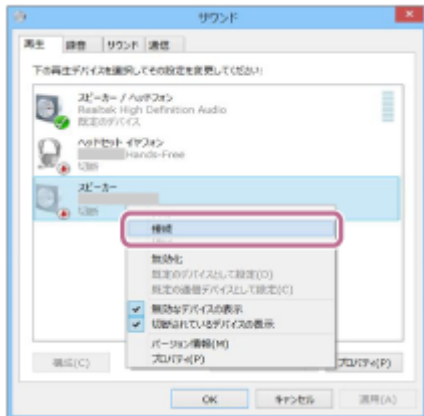 サウンド
再生 録音 サウンド 通信
下の再生デバイスを選択してその設定を変更してください:
スピーカー / ヘッドフォン
Realtek High Definition Audio
既定のデバイス
ヘッドセット イヤフォン
Hands-Free
切断
スピーカー
切断
接続
無効化
既定のデバイスとして設定(D)
既定の通信デバイスとして設定(C)
無効なデバイスの表示
切断されているデバイスの表示
バージョン情報(M)
プロパティ(P)
構成(C)
プロパティ(P)
OK キャンセル 適用(A)